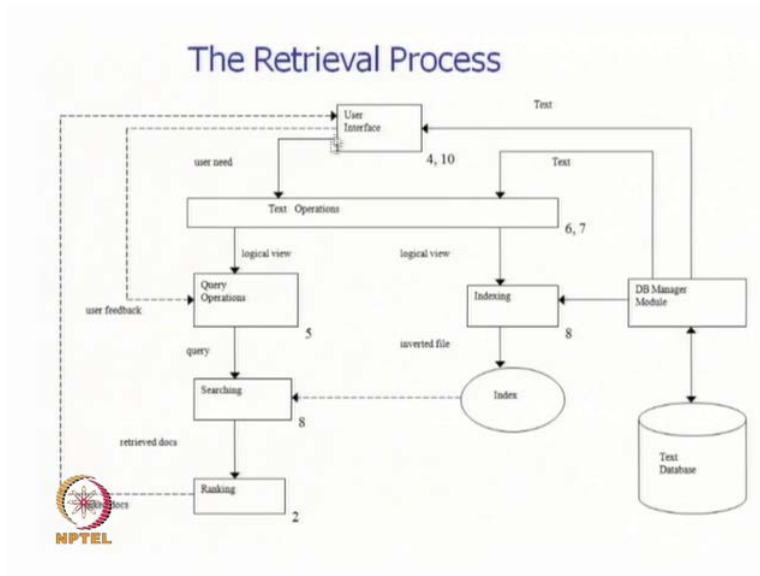 The Retrieval Process
User
Interface
Text
4, 10
user need
Text
Text Operations
6, 7
logical view
logical view
Query
Operations
Indexing
DB Manager
Module
user feedback
5
8
query
inverted file
Searching
Index
8
retrieved docs
Text
Database
Ranking
docs
2
NPTEL